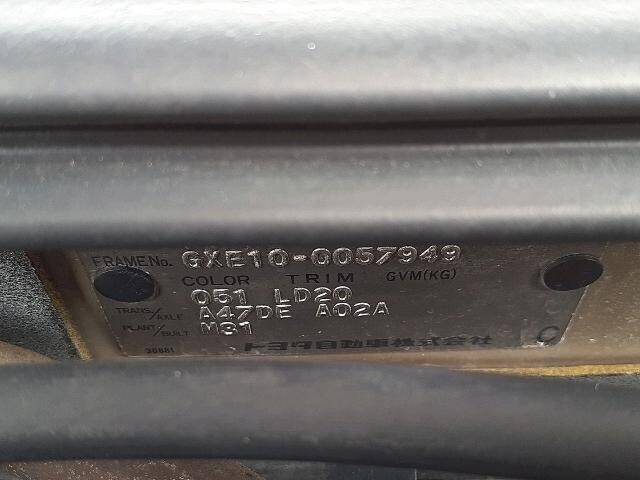 FRAME No. GXE10-0057949
COLOR TRIM GVM(KG)
051 LD20
TRANS./AXLE A47DE A02A
PLANT/BUILT M31
トヨタ自動車株式会社 C